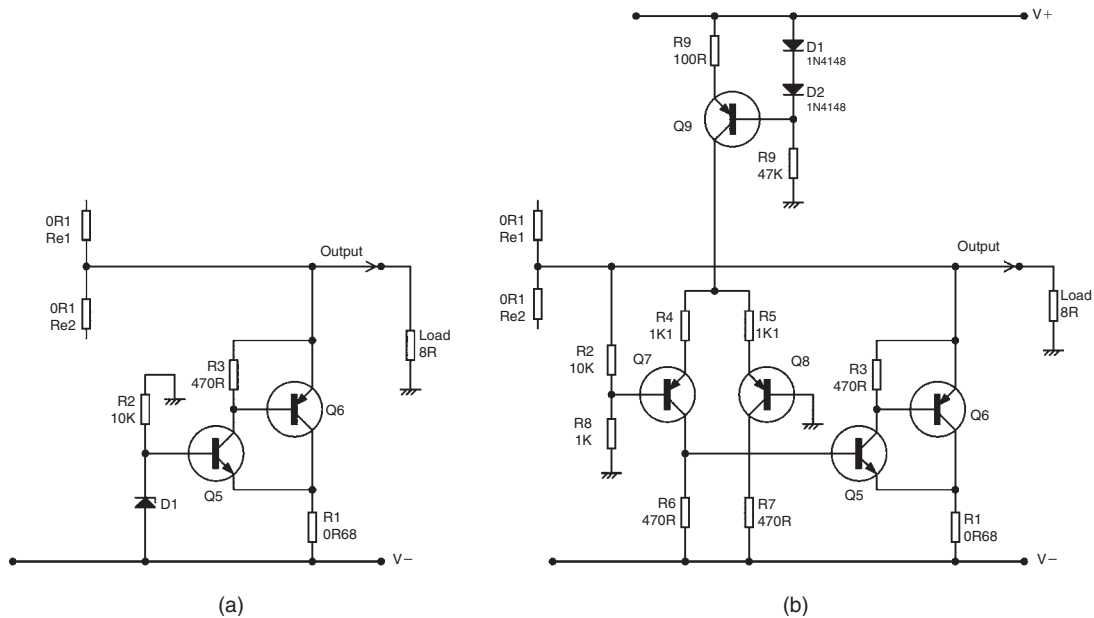 V+
R9
100R
D1
1N4148
D2
1N4148
Q9
R9
47K
0R1
Re1
Output
0R1
Re2
Load
8R
R3
470R
R2
10K
Q6
Q5
D1
R1
0R68
V−
(a)
0R1
Re1
Output
0R1
Re2
Load
8R
R4
1K1
R5
1K1
R2
10K
Q7
Q8
R3
470R
R8
1K
Q6
Q5
R6
470R
R7
470R
R1
0R68
V−
(b)